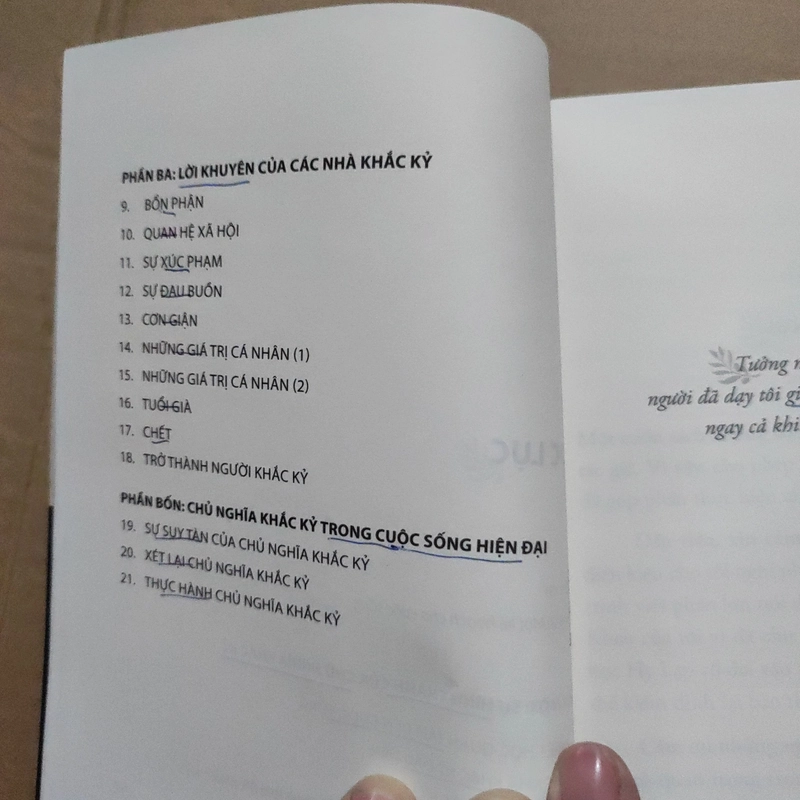 PHẦN BA: LỜI KHUYÊN CỦA CÁC NHÀ KHẮC KỶ
9. BỔN PHẬN
10. QUAN HỆ XÃ HỘI
11. SỰ XÚC PHẠM
12. SỰ ĐAU BUỒN
13. CƠN GIẬN
14. NHỮNG GIÁ TRỊ CÁ NHÂN (1)
15. NHỮNG GIÁ TRỊ CÁ NHÂN (2)
16. TUỔI GIÀ
17. CHẾT
18. TRỞ THÀNH NGƯỜI KHẮC KỶ
PHẦN BỐN: CHỦ NGHĨA KHẮC KỶ TRONG CUỘC SỐNG HIỆN ĐẠI
19. SỰ SUY TÀN CỦA CHỦ NGHĨA KHẮC KỶ
20. XÉT LẠI CHỦ NGHĨA KHẮC KỶ
21. THỰC HÀNH CHỦ NGHĨA KHẮC KỶ
Tưởng
người đã dạy tôi
ngay cả khi